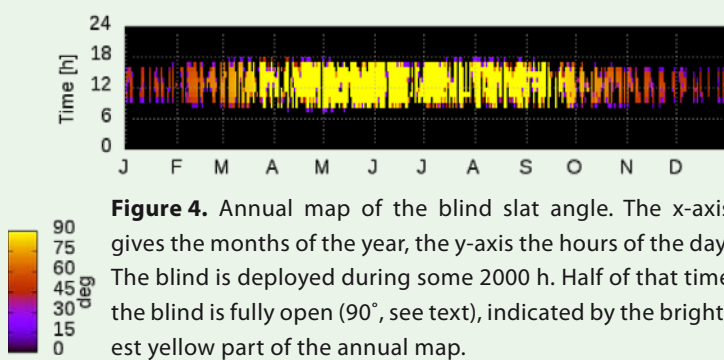 24
18
12
6
0
Time [h]
J F M A M J J A S O N D
Figure 4. Annual map of the blind slat angle. The x-axis
gives the months of the year, the y-axis the hours of the day
The blind is deployed during some 2000 h. Half of that time
the blind is fully open (90˚, see text), indicated by the bright
est yellow part of the annual map.
90
75
60
45
30
15
0
deg